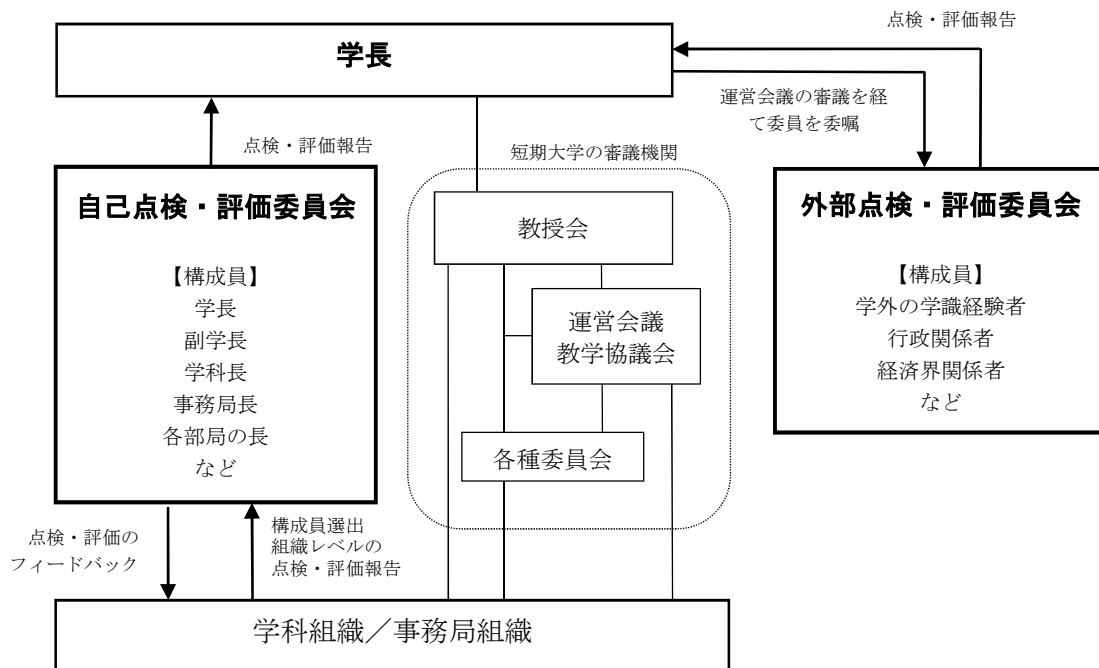 学長
点検・評価報告
運営会議の審議を経
て委員を委嘱
点検・評価報告
短期大学の審議機関
自己点検・評価委員会
【構成員】
学長
副学長
学科長
事務局長
各部局の長
など
教授会
運営会議
教学協議会
各種委員会
外部点検・評価委員会
【構成員】
学外の学識経験者
行政関係者
経済界関係者
など
点検・評価の
フィードバック
構成員選出
組織レベルの
点検・評価報告
学科組織／事務局組織